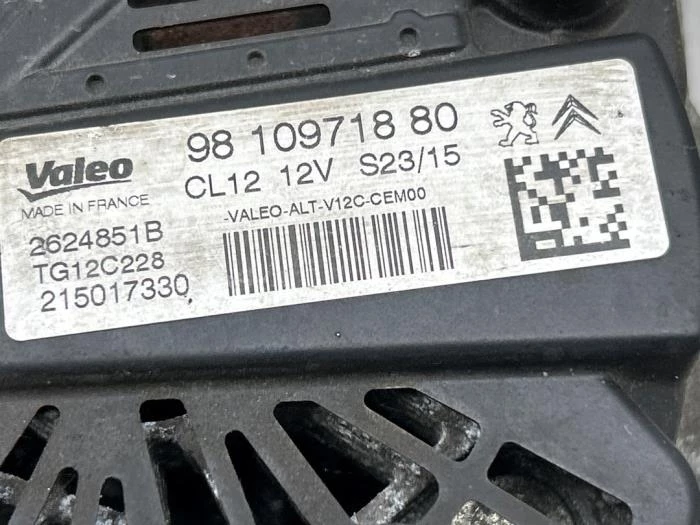 Valeo
MADE IN FRANCE
2624851B
TG12C228
215017330
98 109718 80
CL12 12V S23/15
-VALEO-ALT-V12C-CEM00